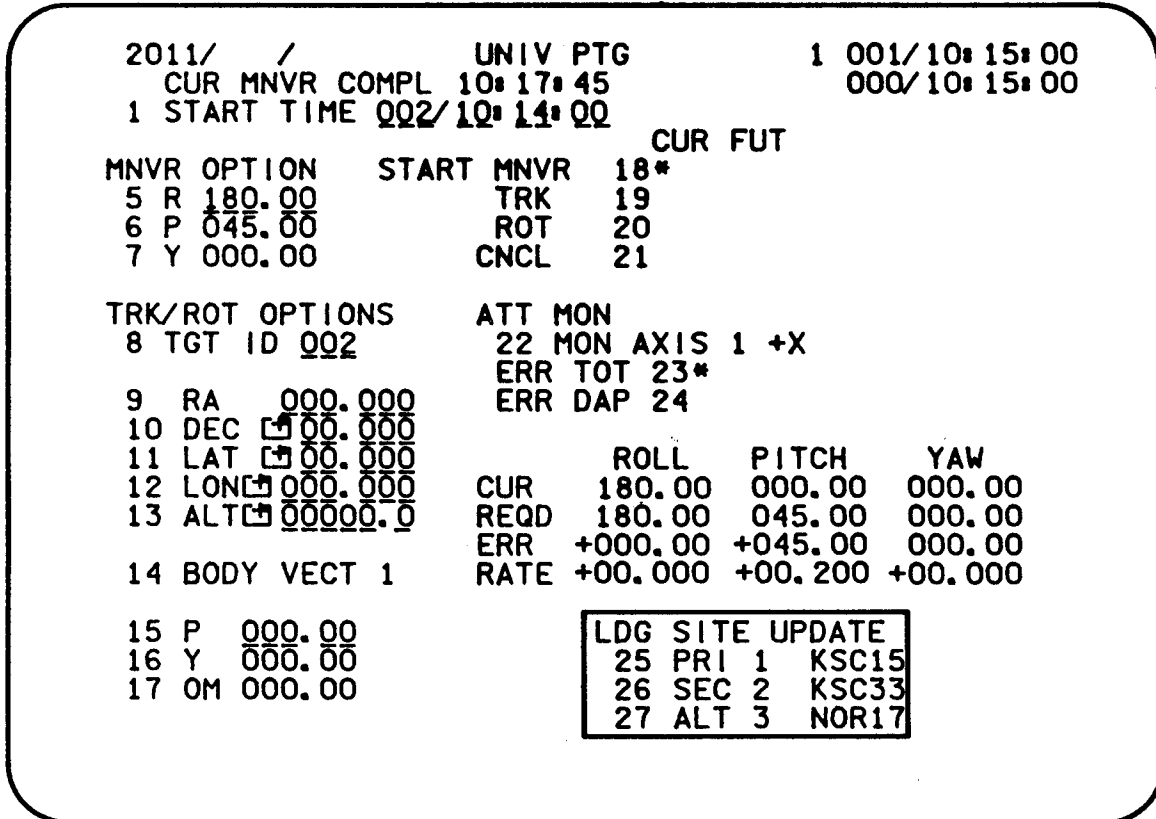 2011/ / UNIV PTG 1 001/10:15:00
CUR MNVR COMPL 10:17:45 000/10:15:00
1 START TIME 002/10:14:00
CUR FUT
MNVR OPTION START MNVR 18*
5 R 180.00 TRK 19
6 P 045.00 ROT 20
7 Y 000.00 CNCL 21
TRK/ROT OPTIONS ATT MON
8 TGT ID 002 22 MON AXIS 1 +X
ERR TOT 23*
9 RA 000.000 ERR DAP 24
10 DEC [+]00.000
11 LAT [+]00.000 ROLL PITCH YAW
12 LON[+]000.000 CUR 180.00 000.00 000.00
13 ALT[+]00000.0 REQD 180.00 045.00 000.00
ERR +000.00 +045.00 000.00
14 BODY VECT 1 RATE +00.000 +00.200 +00.000
15 P 000.00 LDG SITE UPDATE
16 Y 000.00 25 PRI 1 KSC15
17 OM 000.00 26 SEC 2 KSC33
27 ALT 3 NOR17